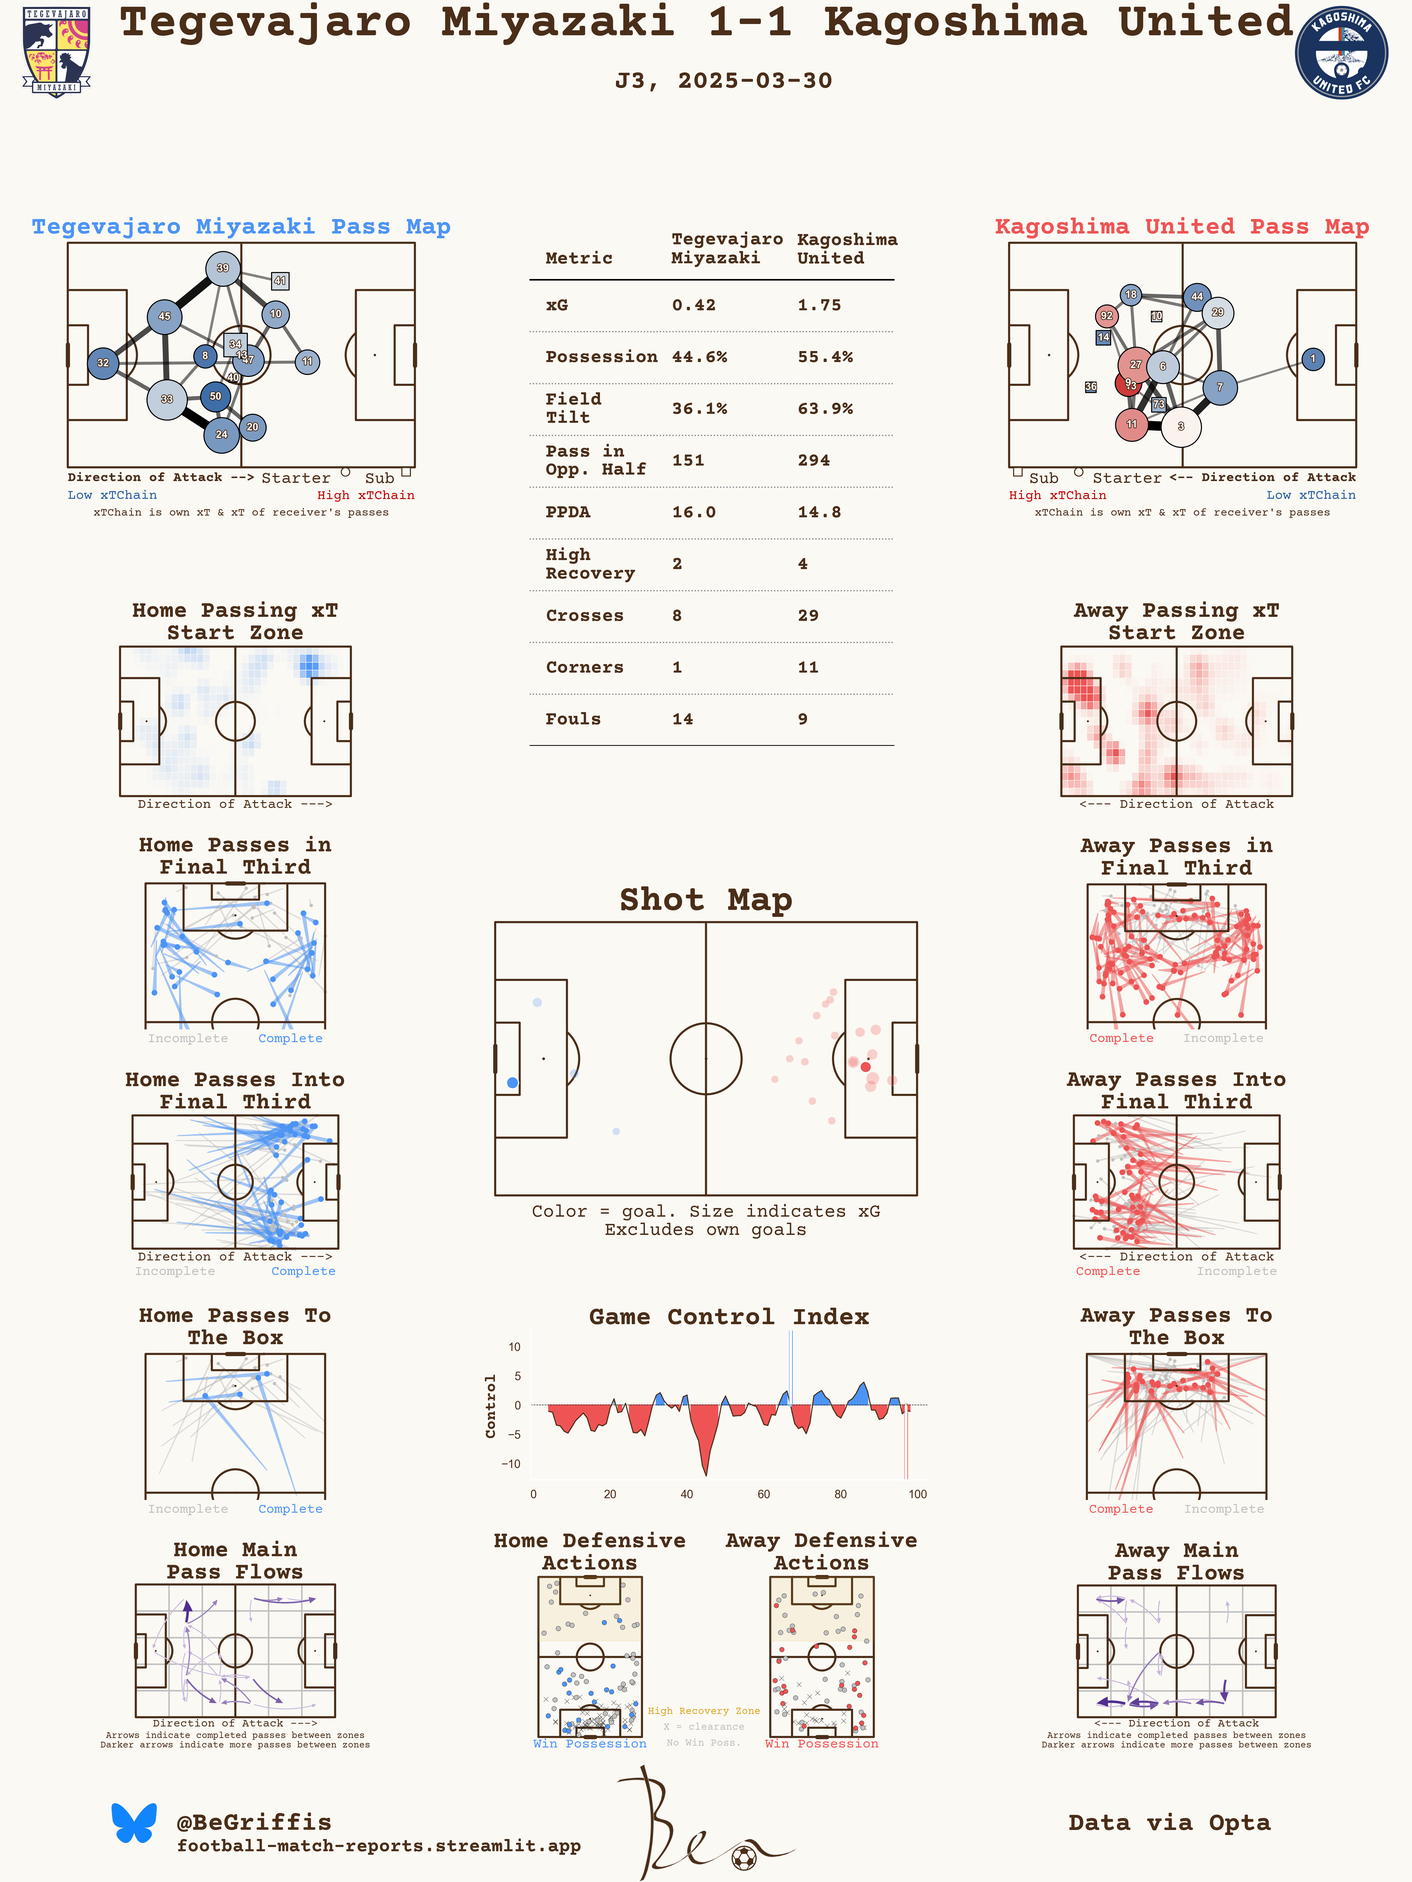 Tegevajaro Miyazaki 1-1 Kagoshima United
J3, 2025-03-30
TEGEVAJARO
MIYAZAKI
KAGOSHIMA
UNITED FC
Tegevajaro Miyazaki Pass Map
39
41
45
10
34
8
13
47
11
32
40
33
50
24
20
Direction of Attack --> Starter Sub
Low xTChain High xTChain
xTChain is own xT & xT of receiver's passes
Metric Tegevajaro Miyazaki Kagoshima United
xG 0.42 1.75
Possession 44.6% 55.4%
Field Tilt 36.1% 63.9%
Pass in Opp. Half 151 294
PPDA 16.0 14.8
High Recovery 2 4
Crosses 8 29
Corners 1 11
Fouls 14 9
Kagoshima United Pass Map
18
44
92
10
29
14
27
6
1
9
13
36
7
73
11
3
Sub Starter <-- Direction of Attack
High xTChain Low xTChain
xTChain is own xT & xT of receiver's passes
Home Passing xT
Start Zone
Direction of Attack --->
Away Passing xT
Start Zone
<--- Direction of Attack
Home Passes in
Final Third
Incomplete Complete
Away Passes in
Final Third
Complete Incomplete
Shot Map
Color = goal. Size indicates xG
Excludes own goals
Home Passes Into
Final Third
Direction of Attack --->
Incomplete Complete
Away Passes Into
Final Third
<--- Direction of Attack
Complete Incomplete
Home Passes To
The Box
Incomplete Complete
Game Control Index
Control
10
5
0
−5
−10
0 20 40 60 80 100
Away Passes To
The Box
Complete Incomplete
Home Main
Pass Flows
Direction of Attack --->
Arrows indicate completed passes between zones
Darker arrows indicate more passes between zones
Home Defensive
Actions
Win Possession
Away Defensive
Actions
Win Possession
High Recovery Zone
X = clearance
No Win Poss.
Away Main
Pass Flows
<--- Direction of Attack
Arrows indicate completed passes between zones
Darker arrows indicate more passes between zones
@BeGriffis
football-match-reports.streamlit.app
Ben
Data via Opta